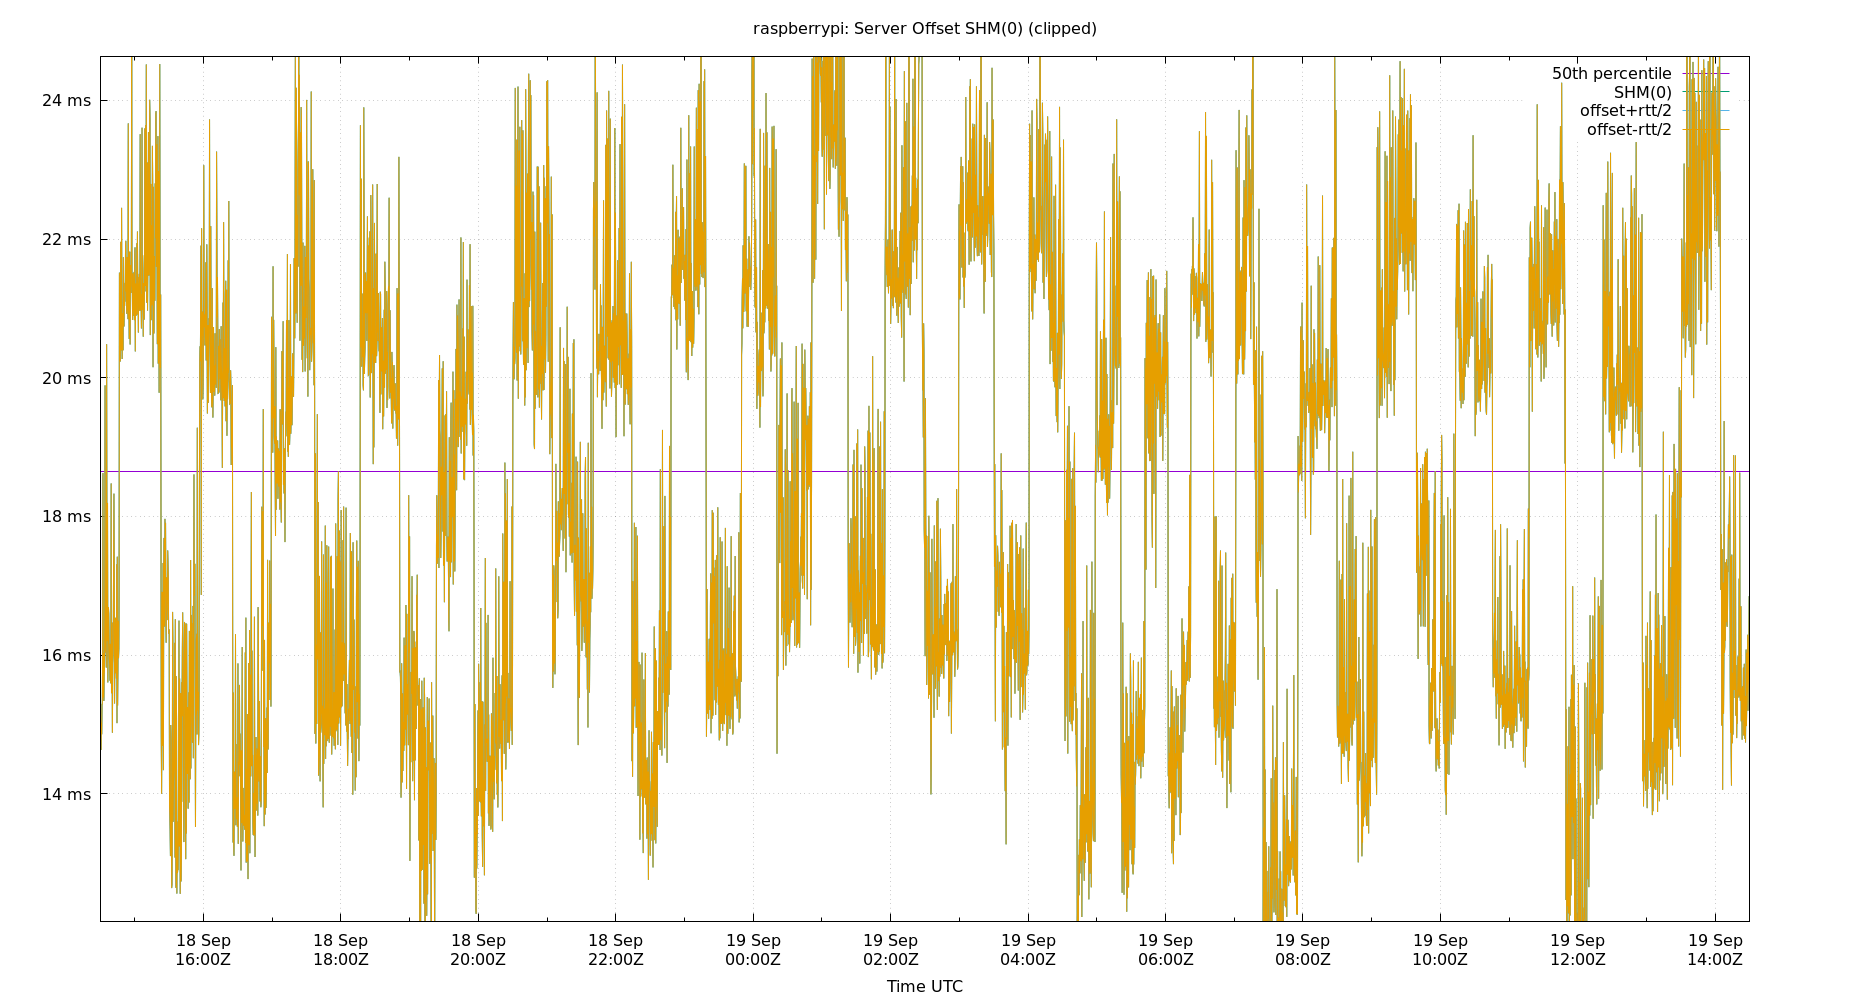 raspberrypi: Server Offset SHM(0) (clipped)
50th percentile
SHM(0)
offset+rtt/2
offset-rtt/2
24 ms
22 ms
20 ms
18 ms
16 ms
14 ms
18 Sep 18 Sep 18 Sep 18 Sep 19 Sep 19 Sep 19 Sep 19 Sep 19 Sep 19 Sep 19 Sep 19 Sep
16:00Z 18:00Z 20:00Z 22:00Z 00:00Z 02:00Z 04:00Z 06:00Z 08:00Z 10:00Z 12:00Z 14:00Z
Time UTC